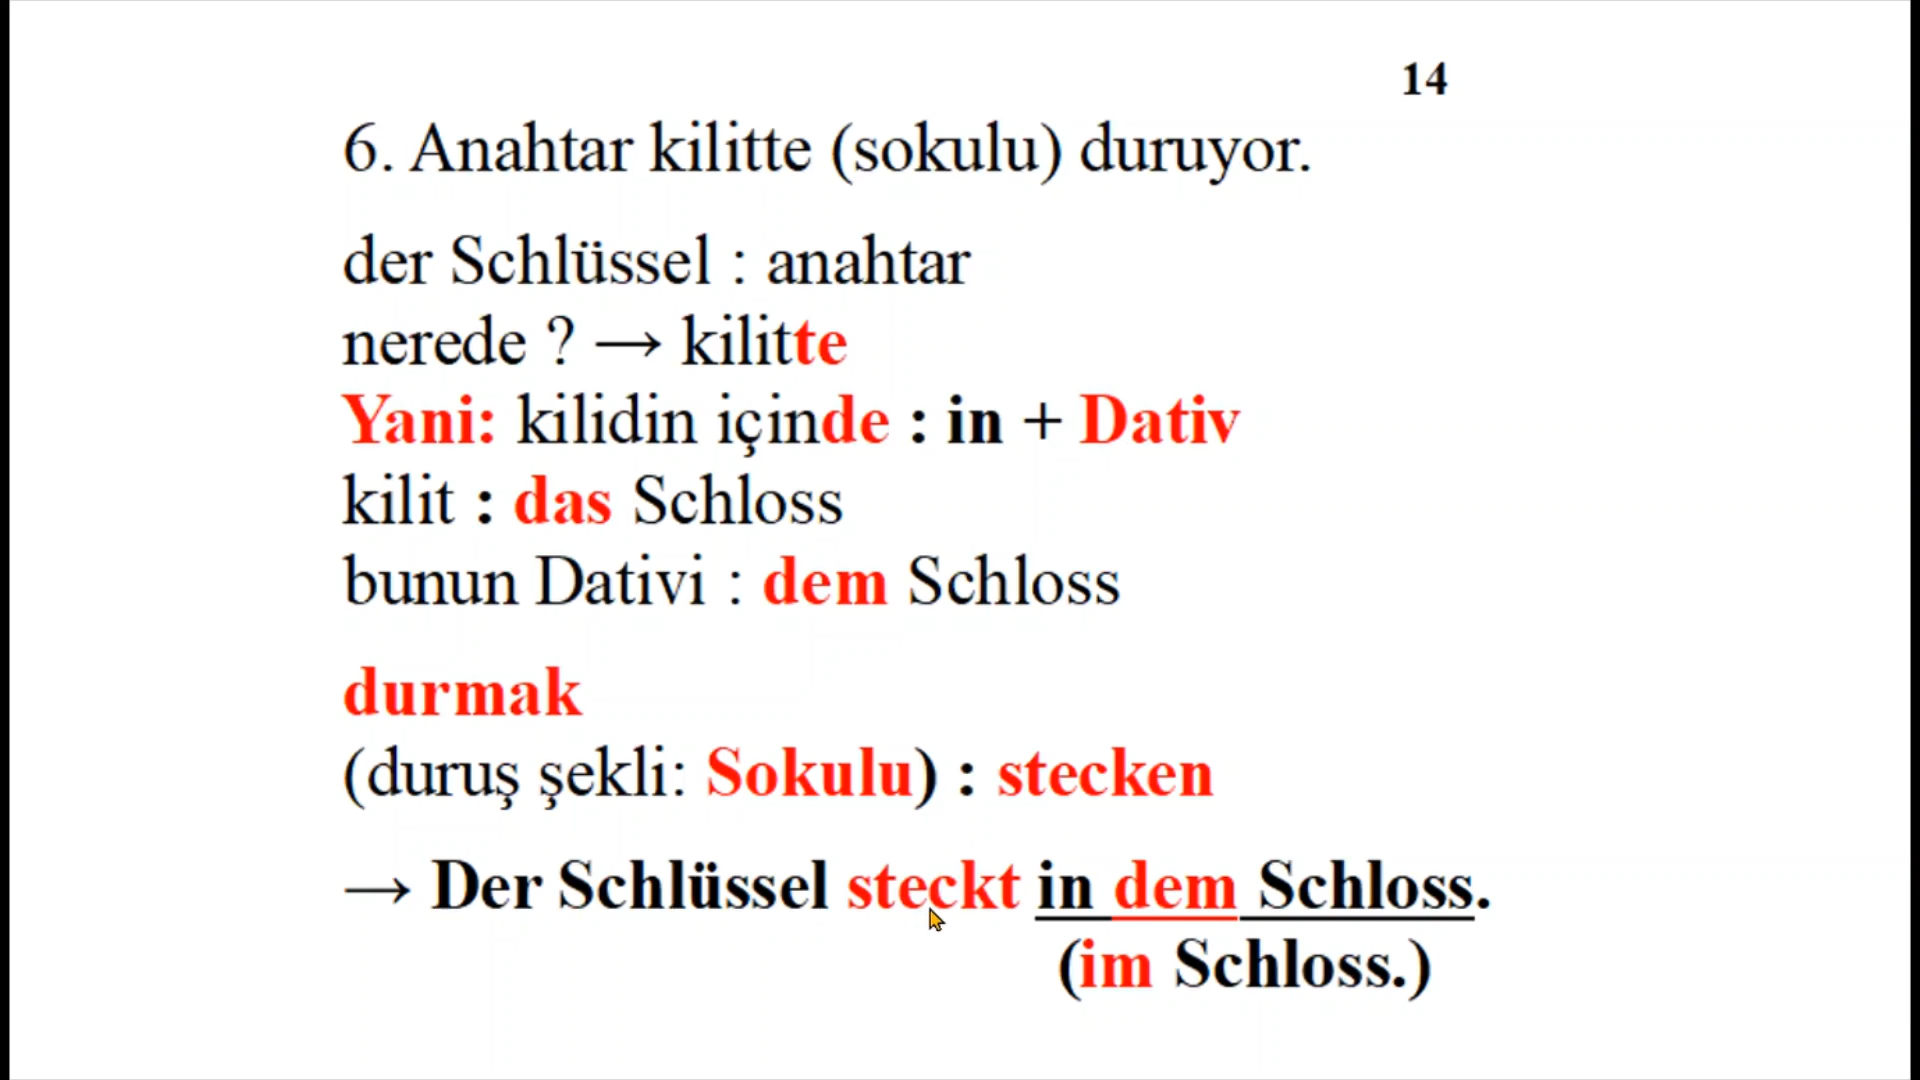 14
6. Anahtar kilitte (sokulu) duruyor.
der Schlüssel : anahtar
nerede ? → kilitte
Yani: kilidin içinde : in + Dativ
kilit : das Schloss
bunun Dativi : dem Schloss
durmak
(duruş şekli: Sokulu) : stecken
→ Der Schlüssel steckt in dem Schloss.
(im Schloss.)